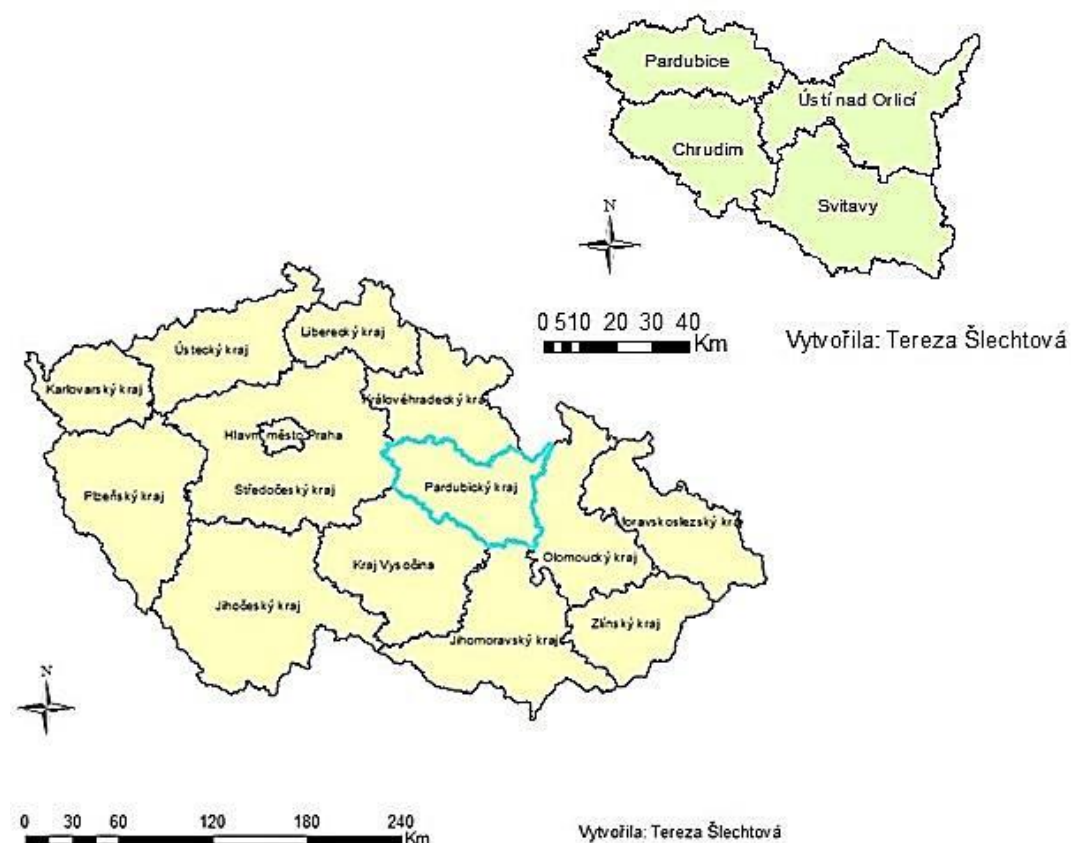 Pardubice
Ústí nad Orlicí
Chrudim
Svitavy
N
0 5 10 20 30 40
Km
Vytvořila: Tereza Šlechtová
Liberecký kraj
Ústecký kraj
Karlovarský kraj
Královéhradecký kraj
Hlavní město Praha
Středočeský kraj
Pardubický kraj
Plzeňský kraj
Moravskoslezský kraj
Olomoucký kraj
Kraj Vysočina
Jihočeský kraj
Zlínský kraj
Jihomoravský kraj
N
0 30 60 120 180 240
Km
Vytvořila: Tereza Šlechtová